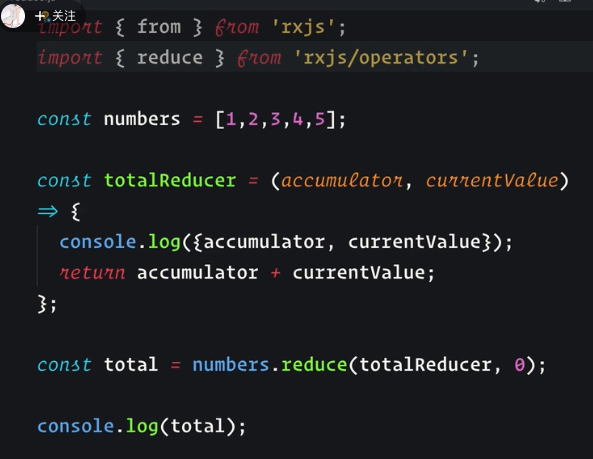 +关注
import { from } from 'rxjs';
import { reduce } from 'rxjs/operators';
const numbers = [1,2,3,4,5];
const totalReducer = (accumulator, currentValue)
=> {
console.log({accumulator, currentValue});
return accumulator + currentValue;
};
const total = numbers.reduce(totalReducer, 0);
console.log(total);